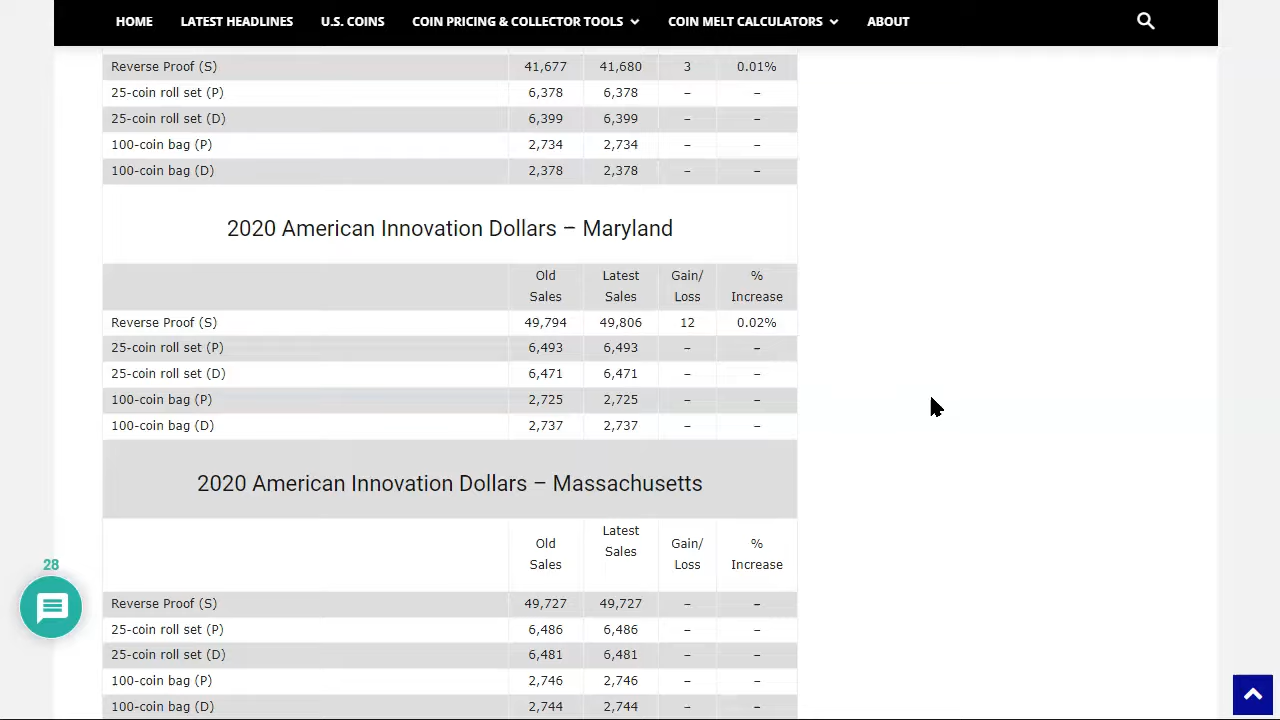 HOME LATEST HEADLINES U.S. COINS COIN PRICING & COLLECTOR TOOLS COIN MELT CALCULATORS ABOUT
Reverse Proof (S) 41,677 41,680 3 0.01%
25-coin roll set (P) 6,378 6,378 – –
25-coin roll set (D) 6,399 6,399 – –
100-coin bag (P) 2,734 2,734 – –
100-coin bag (D) 2,378 2,378 – –
2020 American Innovation Dollars – Maryland
Old Latest Gain/ %
Sales Sales Loss Increase
Reverse Proof (S) 49,794 49,806 12 0.02%
25-coin roll set (P) 6,493 6,493 – –
25-coin roll set (D) 6,471 6,471 – –
100-coin bag (P) 2,725 2,725 – –
100-coin bag (D) 2,737 2,737 – –
2020 American Innovation Dollars – Massachusetts
Old Latest Gain/ %
Sales Sales Loss Increase
Reverse Proof (S) 49,727 49,727 – –
25-coin roll set (P) 6,486 6,486 – –
25-coin roll set (D) 6,481 6,481 – –
100-coin bag (P) 2,746 2,746 – –
100-coin bag (D) 2,744 2,744 – –
28